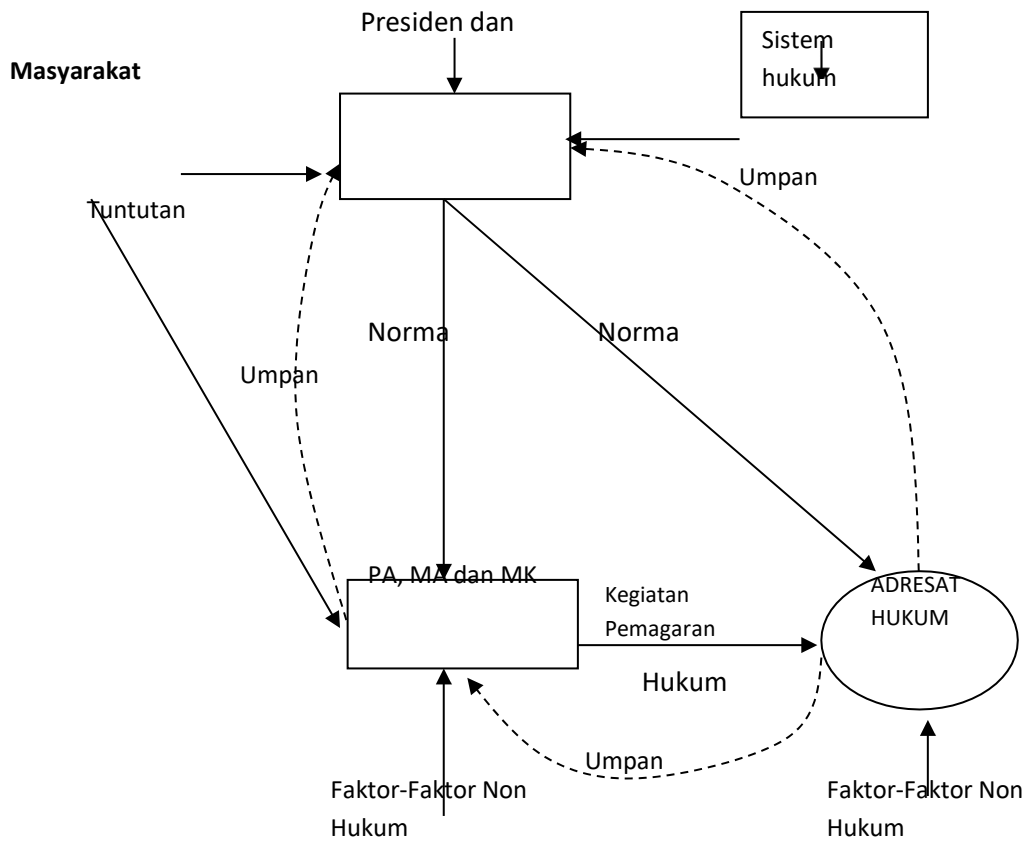 Presiden dan
Sistem
hukum
Masyarakat
Umpan
Tuntutan
Norma
Norma
Umpan
PA, MA dan MK
Kegiatan
Pemagaran
ADRESAT
HUKUM
Hukum
Umpan
Faktor-Faktor Non
Hukum
Faktor-Faktor Non
Hukum